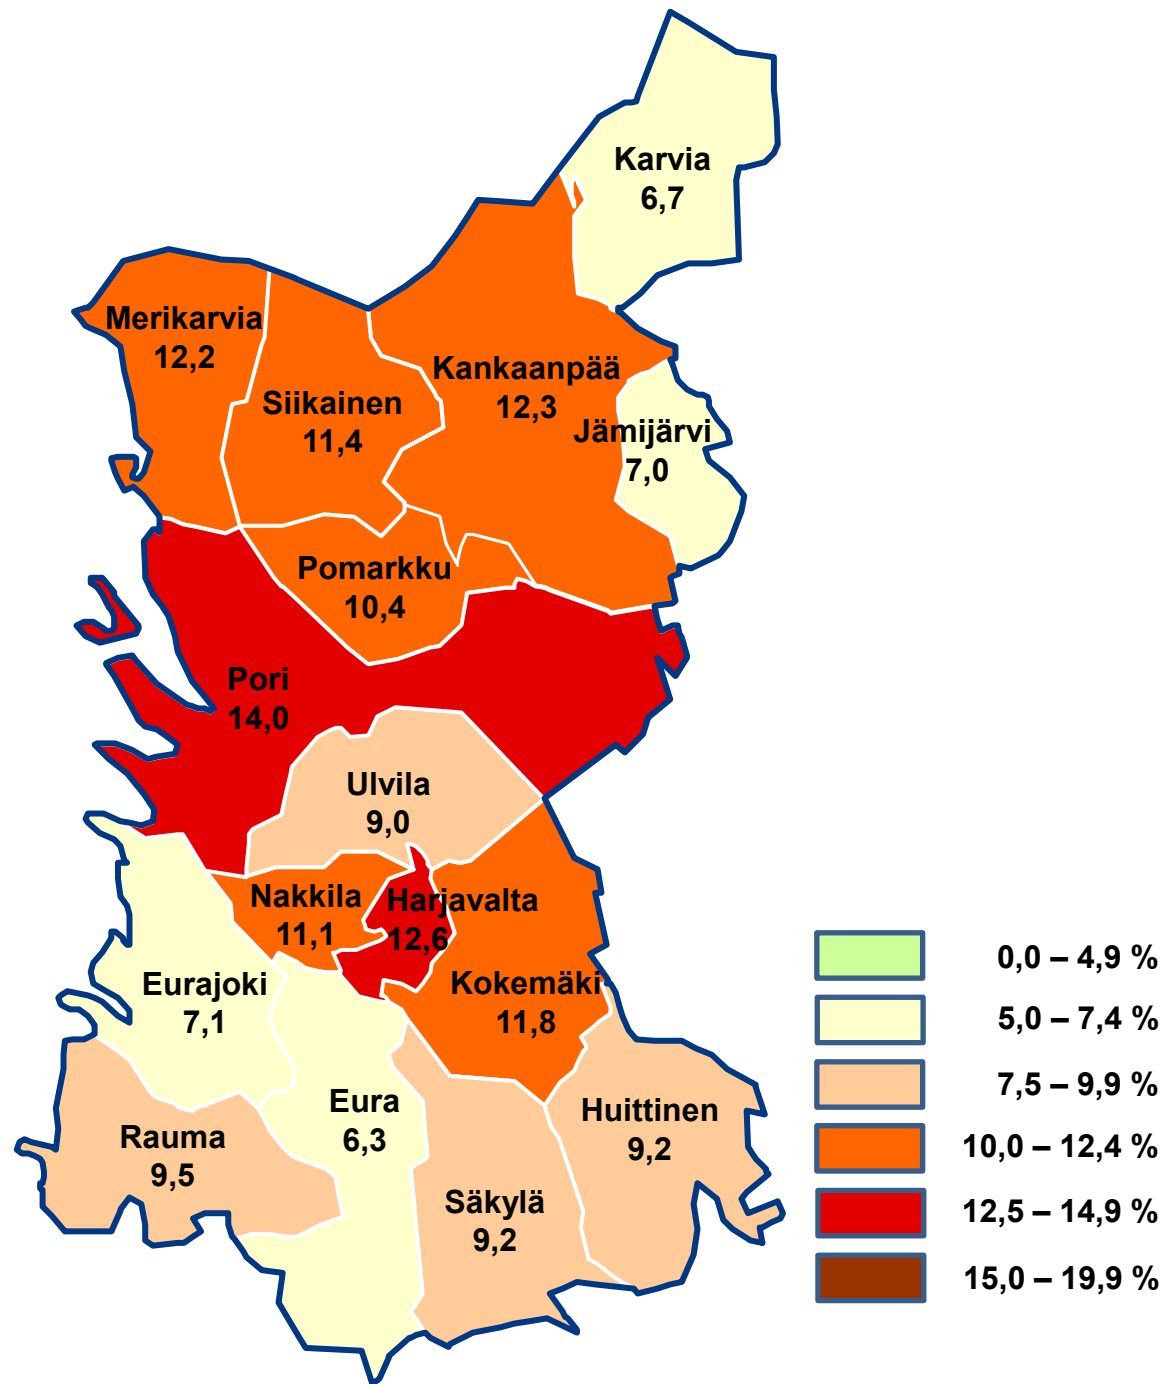 Karvia
6,7
Merikarvia
12,2
Kankaanpää
12,3
Siikainen
11,4
Jämijärvi
7,0
Pomarkku
10,4
Pori
14,0
Ulvila
9,0
Nakkila
11,1
Harjavalta
12,6
Eurajoki
7,1
Kokemäki
11,8
Eura
6,3
Huittinen
9,2
Rauma
9,5
Säkylä
9,2
0,0 – 4,9 %
5,0 – 7,4 %
7,5 – 9,9 %
10,0 – 12,4 %
12,5 – 14,9 %
15,0 – 19,9 %